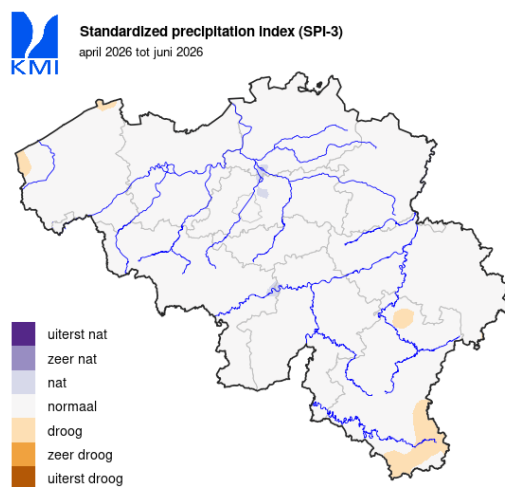 KMI
Standardized precipitation index (SPI-3)
april 2026 tot juni 2026
uiterst nat
zeer nat
nat
normaal
droog
zeer droog
uiterst droog